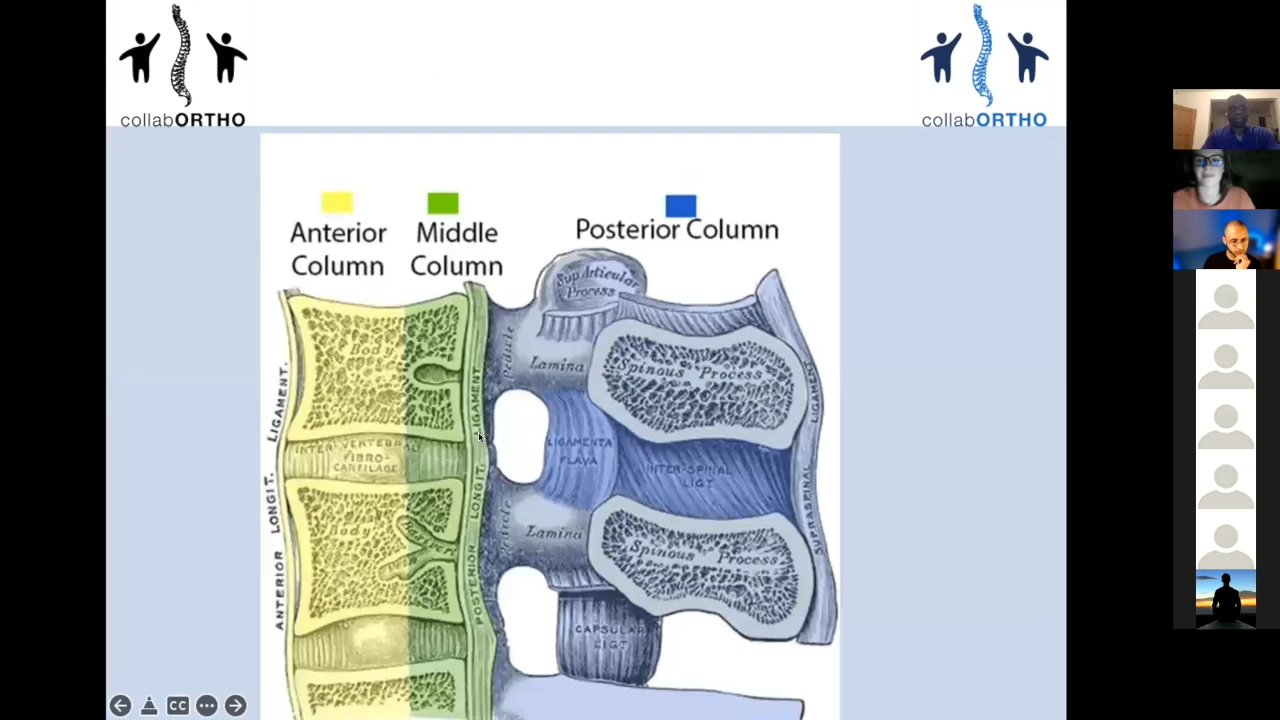 collabORTHO
collabORTHO
Anterior
Column
Middle
Column
Posterior Column
Sup. Articular
Process
Body
Pedicle
Lamina
Spinous Process
LIGAMENT.
LIGAMENT
LIGAMENT
INTER-VERTEBRAL
FIBRO-
CARTILAGE
LIGAMENTA
FLAVA
INTER-SPINAL
LIGT
ANTERIOR LONGIT.
POSTERIOR LONGIT.
SUPRASPINAL
Body
Pedicle
Lamina
Spinous Process
CAPSULAR
LIGT
CC